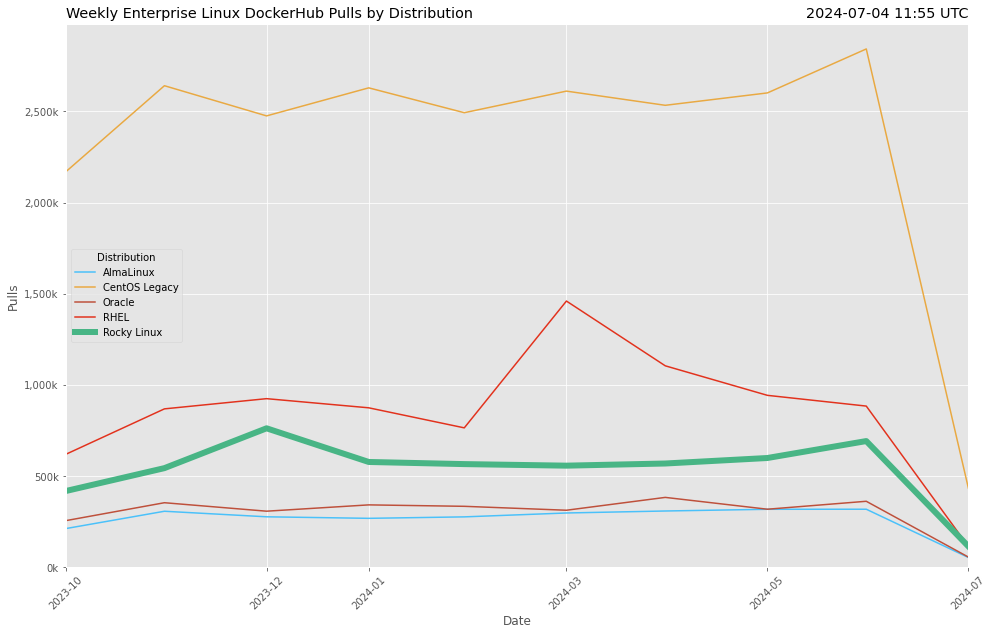 Weekly Enterprise Linux DockerHub Pulls by Distribution
2024-07-04 11:55 UTC
2,500k
2,000k
1,500k
1,000k
500k
0k
Pulls
Distribution
AlmaLinux
CentOS Legacy
Oracle
RHEL
Rocky Linux
2023-10
2023-12
2024-01
2024-03
2024-05
2024-07
Date